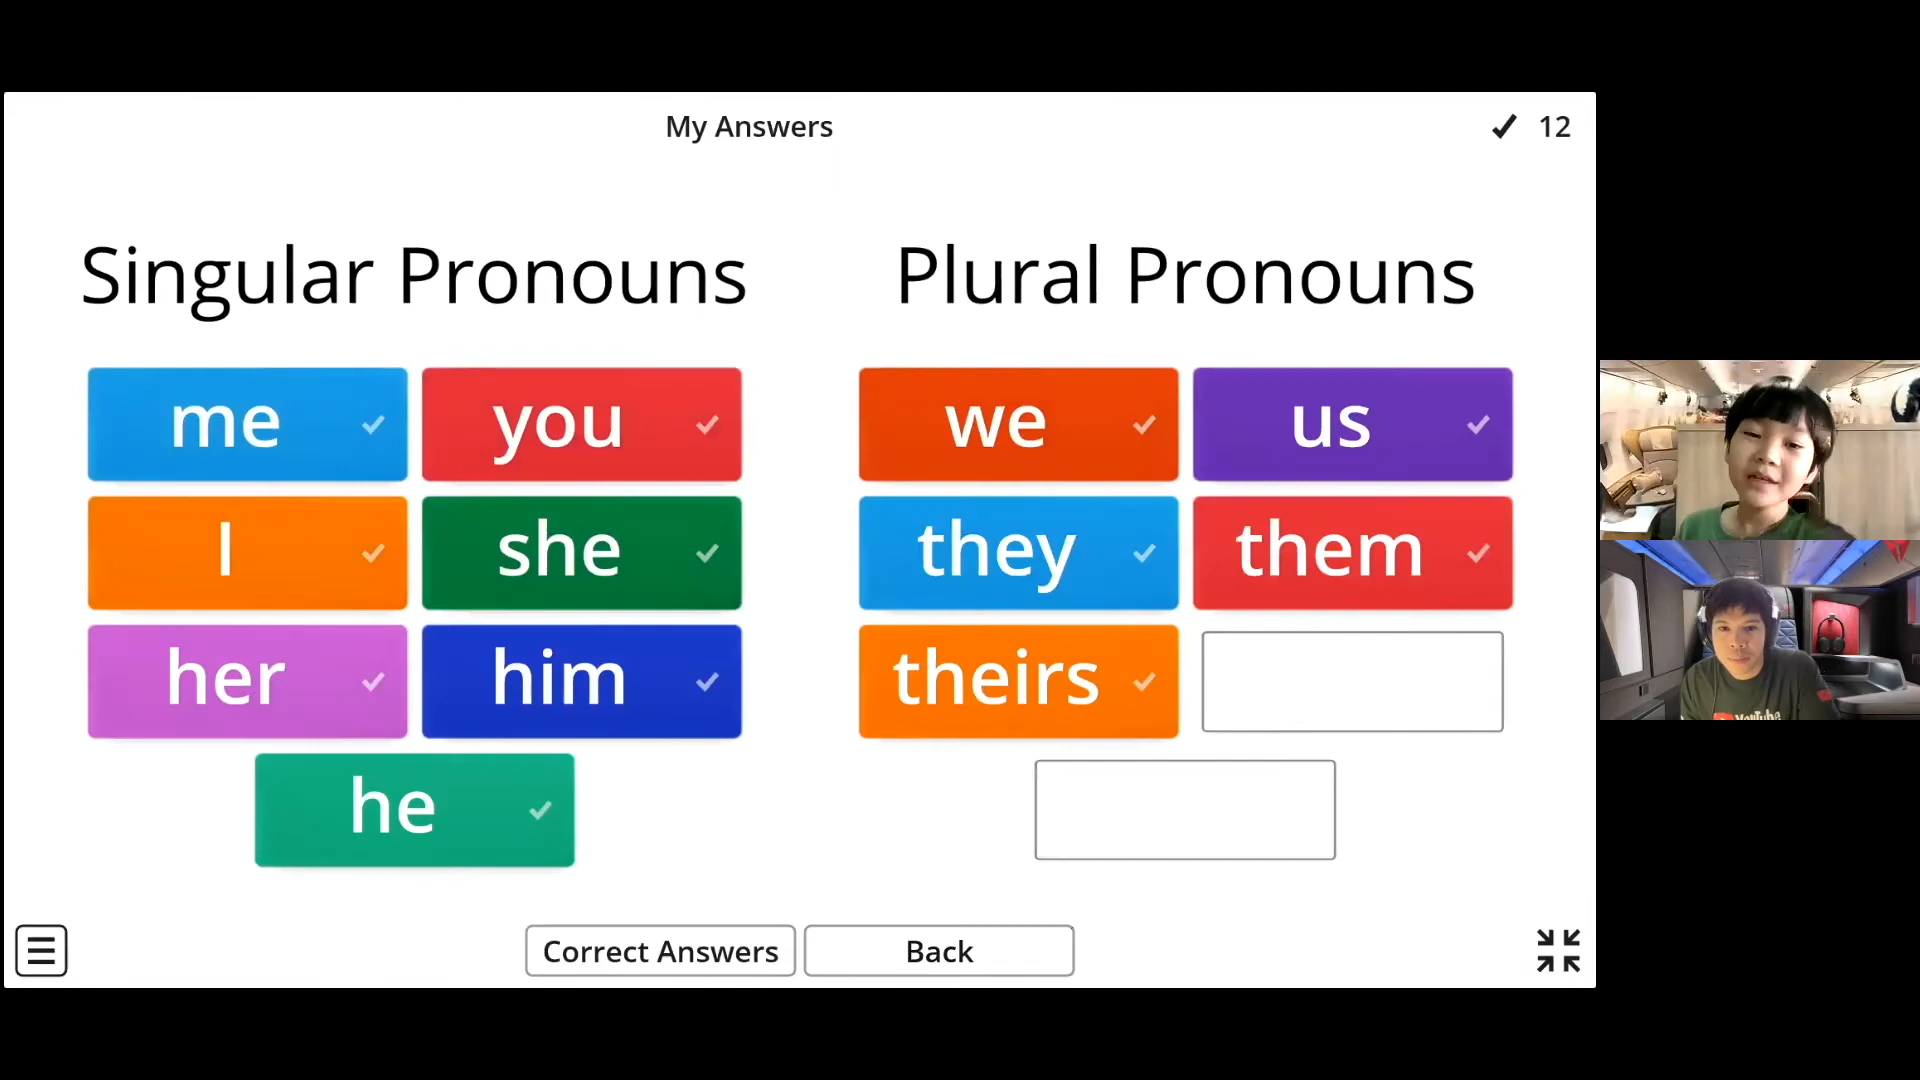 My Answers
✓ 12
Singular Pronouns
Plural Pronouns
me you
we us
I she
they them
her him
theirs
he
Correct Answers Back
YouTube